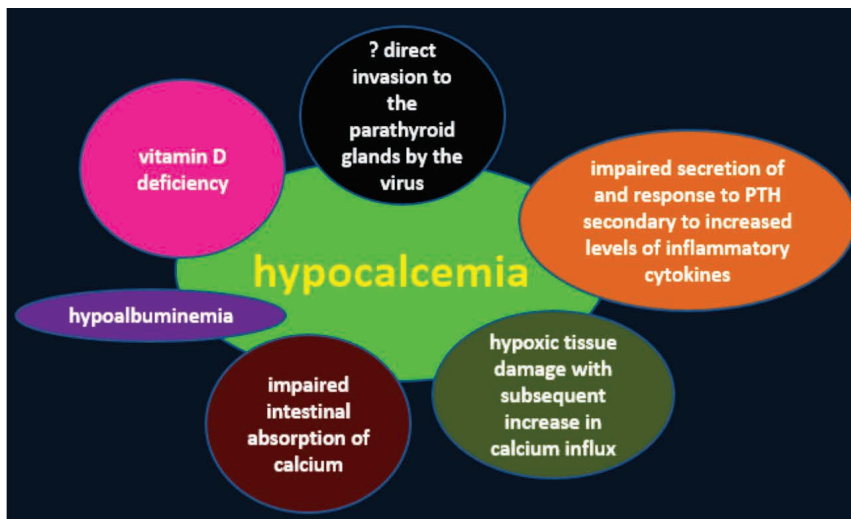 ? direct
invasion to
the
parathyroid
glands by the
virus
vitamin D
deficiency
impaired secretion of
and response to PTH
secondary to increased
levels of inflammatory
cytokines
hypocalcemia
hypoalbuminemia
hypoxic tissue
damage with
subsequent
increase in
calcium influx
impaired
intestinal
absorption of
calcium